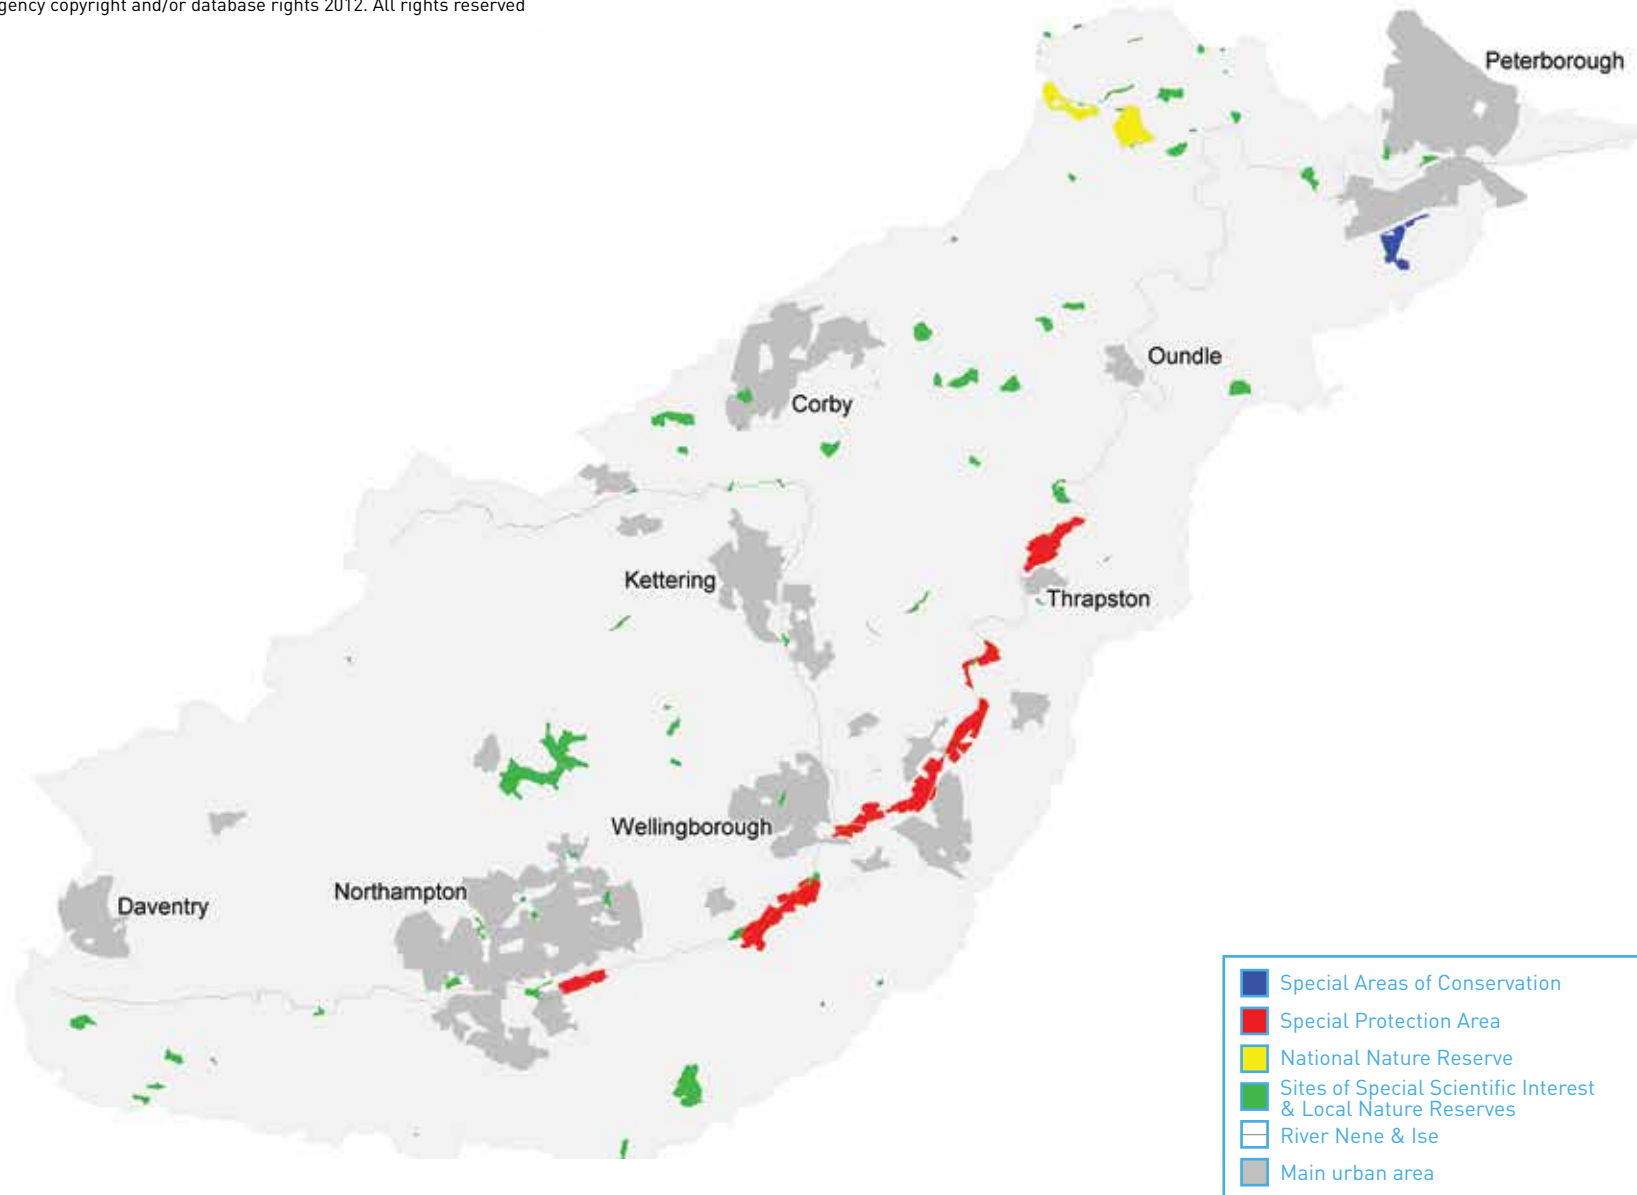 gency copyright and/or database rights 2012. All rights reserved
Peterborough
Oundle
Corby
Kettering
Thrapston
Wellingborough
Northampton
Daventry
Special Areas of Conservation
Special Protection Area
National Nature Reserve
Sites of Special Scientific Interest
& Local Nature Reserves
River Nene & Ise
Main urban area